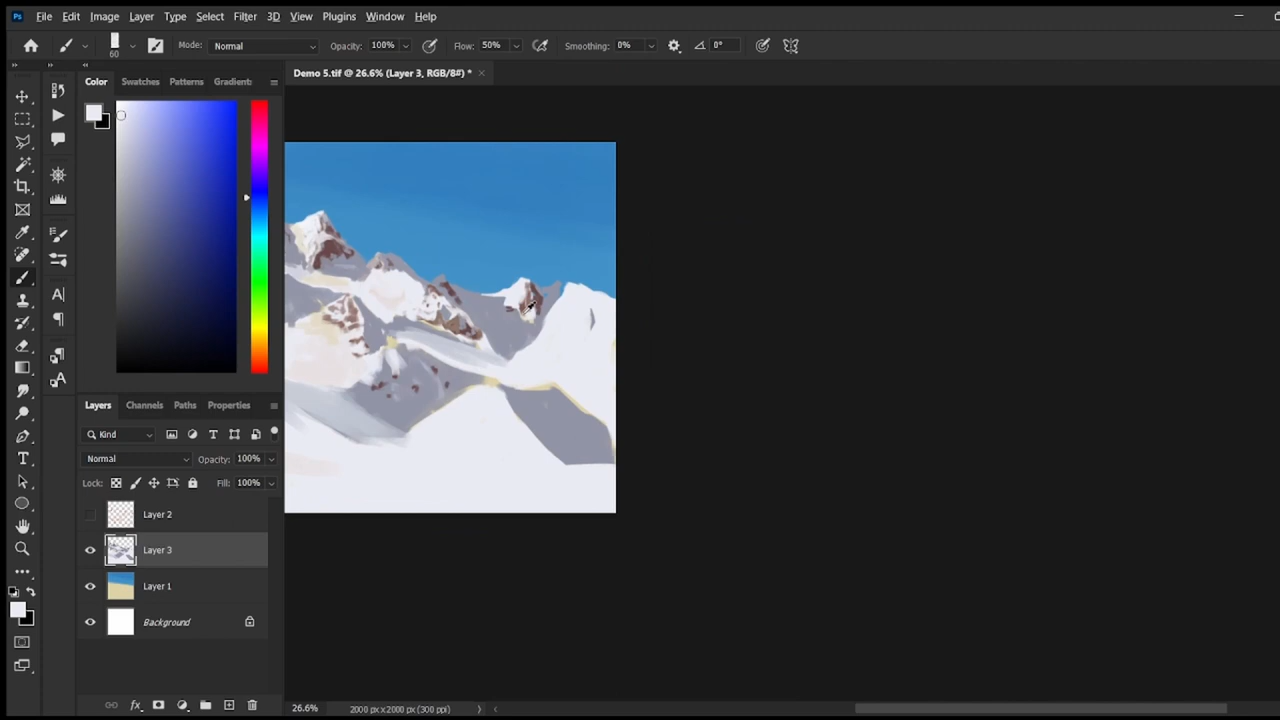 Ps File Edit Image Layer Type Select Filter 3D View Plugins Window Help
60 Mode: Normal Opacity: 100% Flow: 50% Smoothing: 0% 0°
Demo 5.tif @ 26.6% (Layer 3, RGB/8#) *
Color Swatches Patterns Gradient:
Layers Channels Paths Properties
Kind
Normal Opacity: 100%
Lock: Fill: 100%
Layer 2
Layer 3
Layer 1
Background
fx
26.6% 2000 px x 2000 px (300 ppi)